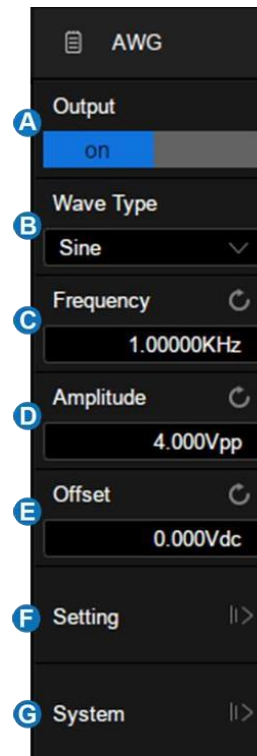 AWG
A
Output
on
B
Wave Type
Sine
C
Frequency
1.00000KHz
D
Amplitude
4.000Vpp
E
Offset
0.000Vdc
F
Setting
G
System